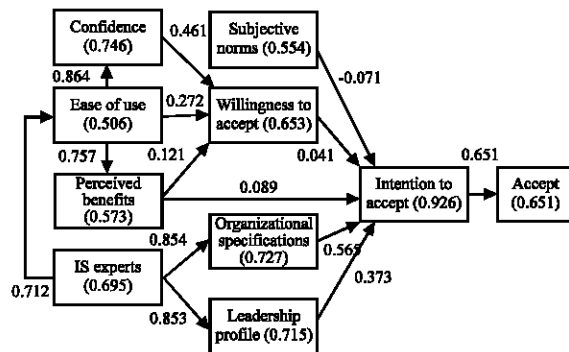 Confidence
(0.746)
0.461
Subjective
norms (0.554)
0.864
-0.071
Ease of use
(0.506)
0.272
Willingness to
accept (0.653)
0.757
0.121
0.041
0.651
Perceived
benefits
(0.573)
0.089
Intention to
accept (0.926)
Accept
(0.651)
0.854
Organizational
specifications
(0.727)
0.565
IS experts
(0.695)
0.712
0.373
0.853
Leadership
profile (0.715)